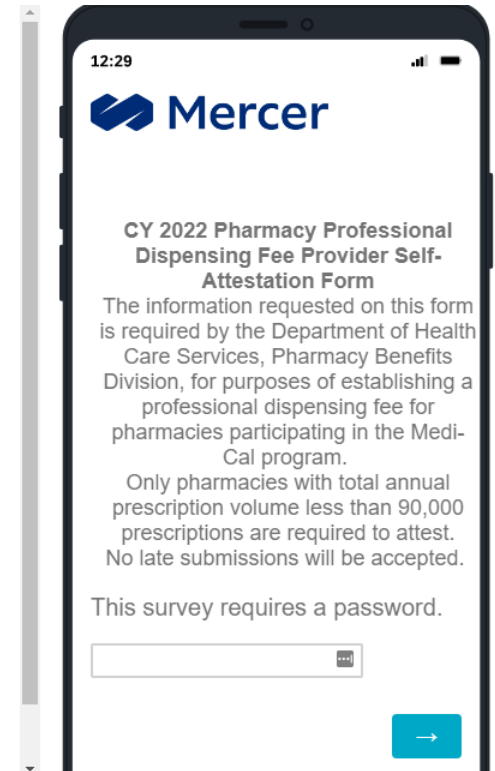 12:29
Mercer
CY 2022 Pharmacy Professional
Dispensing Fee Provider Self-
Attestation Form
The information requested on this form
is required by the Department of Health
Care Services, Pharmacy Benefits
Division, for purposes of establishing a
professional dispensing fee for
pharmacies participating in the Medi-
Cal program.
Only pharmacies with total annual
prescription volume less than 90,000
prescriptions are required to attest.
No late submissions will be accepted.
This survey requires a password.
→